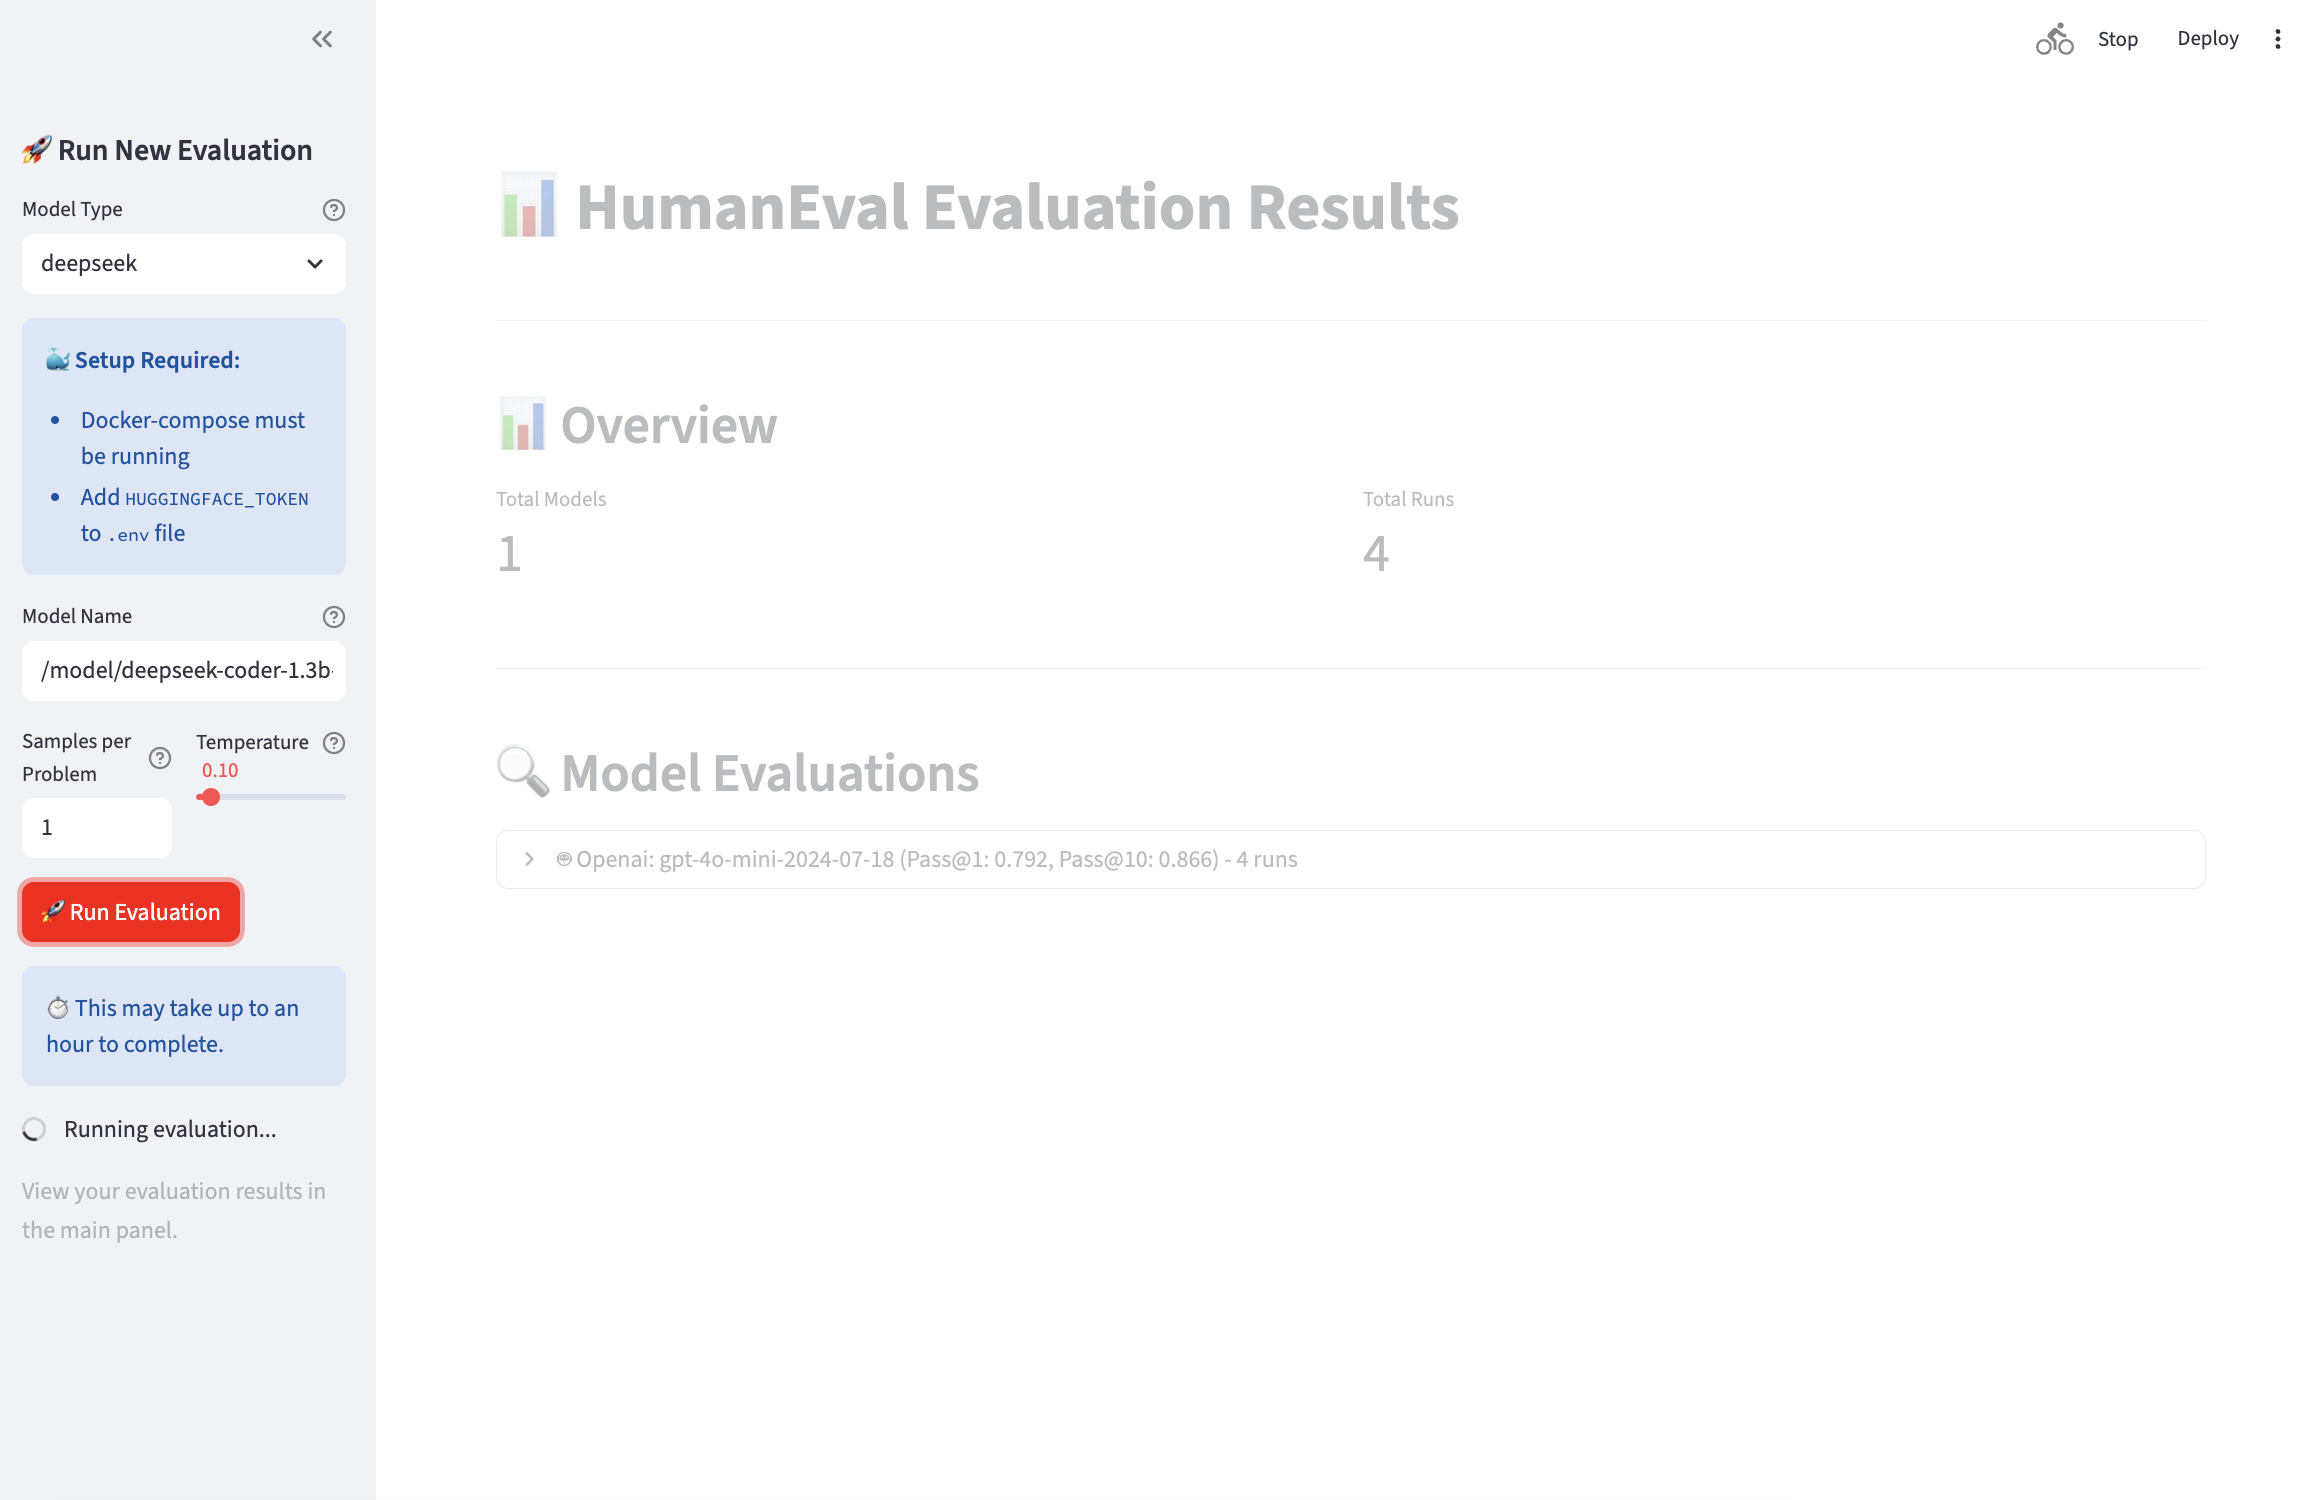 Stop
Deploy
Run New Evaluation
Model Type
deepseek
Setup Required:
Docker-compose must
be running
Add HUGGINGFACE_TOKEN
to .env file
Model Name
/model/deepseek-coder-1.3b-
Samples per
Problem
Temperature
0.10
1
Run Evaluation
This may take up to an
hour to complete.
Running evaluation...
View your evaluation results in
the main panel.
HumanEval Evaluation Results
Overview
Total Models
1
Total Runs
4
Model Evaluations
Openai: gpt-4o-mini-2024-07-18 (Pass@1: 0.792, Pass@10: 0.866) - 4 runs